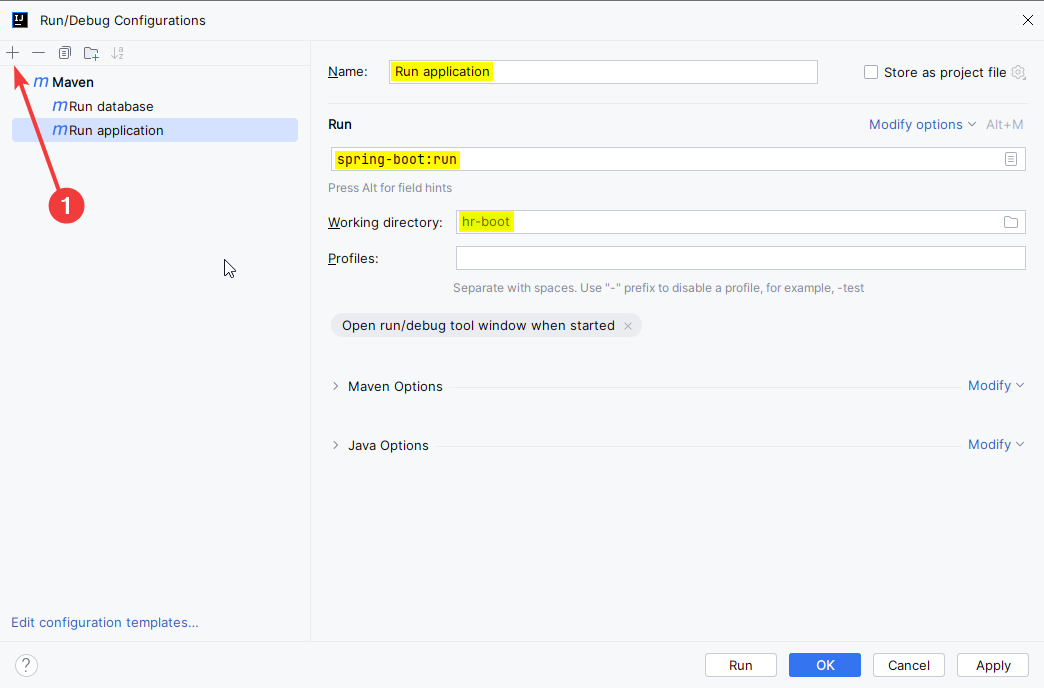 Run/Debug Configurations
Maven
Run database
Run application
1
Edit configuration templates...
Name: Run application
Store as project file
Run
Modify options Alt+M
spring-boot:run
Press Alt for field hints
Working directory: hr-boot
Profiles:
Separate with spaces. Use "-" prefix to disable a profile, for example, -test
Open run/debug tool window when started
Maven Options Modify
Java Options Modify
? Run OK Cancel Apply